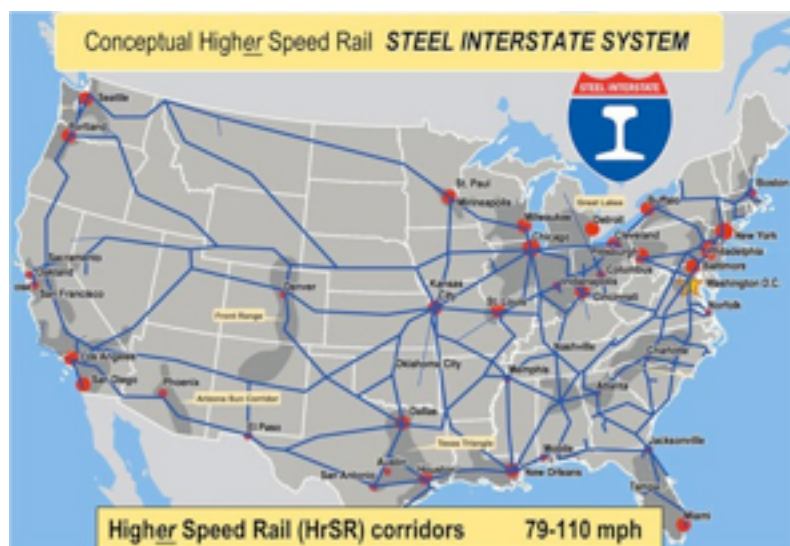 Conceptual Higher Speed Rail STEEL INTERSTATE SYSTEM
STEEL INTERSTATE
Seattle
Portland
St. Paul
Minneapolis
Milwaukee
Chicago
Great Lakes
Detroit
Buffalo
Boston
Cleveland
New York
Pittsburgh
Philadelphia
Baltimore
Columbus
Washington D.C.
Indianapolis
Cincinnati
Norfolk
Sacramento
Oakland
San Francisco
Denver
Kansas
City
St. Louis
Front Range
Nashville
Charlotte
Los Angeles
Oklahoma City
Memphis
Atlanta
San Diego
Phoenix
Arizona Sun Corridor
Dallas
El Paso
Texas Triangle
Mobile
Jacksonville
Austin
San Antonio
Houston
New Orleans
Tampa
Miami
Higher Speed Rail (HrSR) corridors 79-110 mph